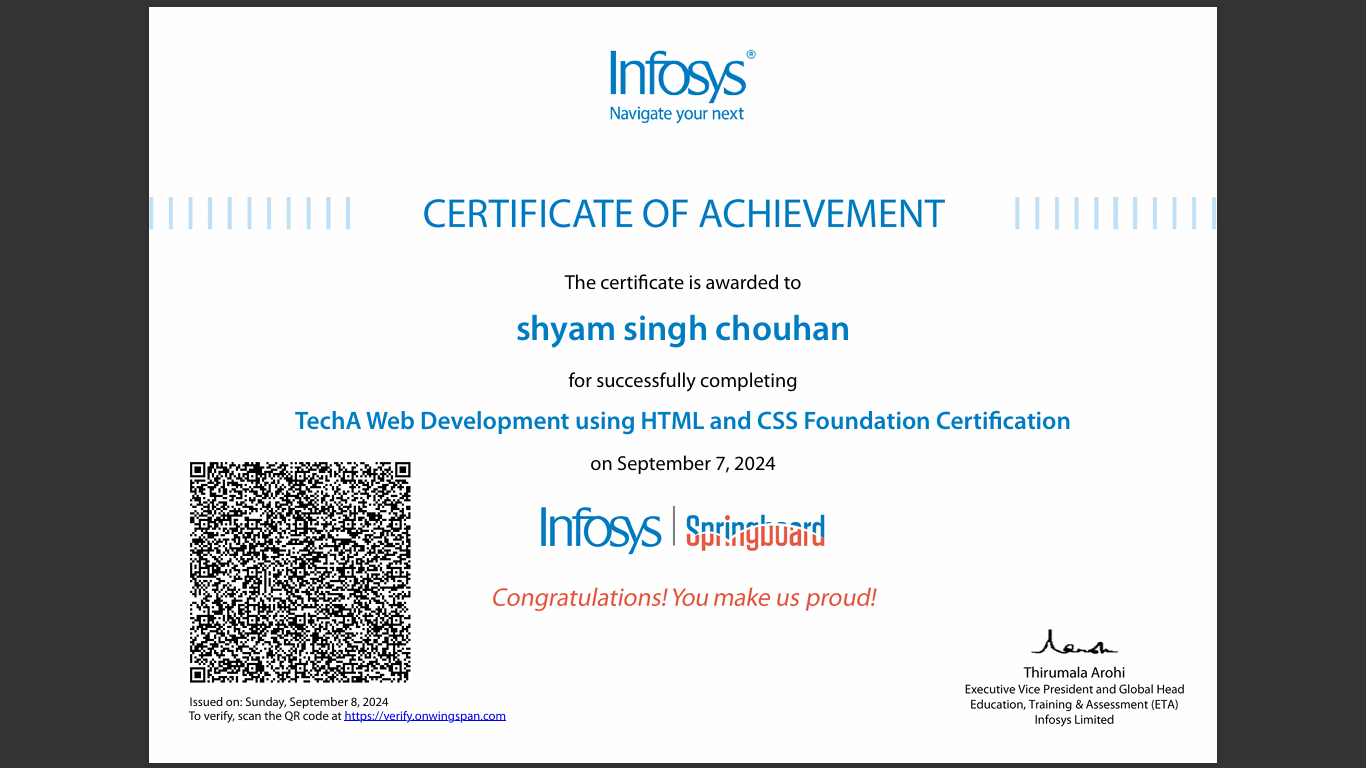 Infosys®
Navigate your next
CERTIFICATE OF ACHIEVEMENT
The certificate is awarded to
shyam singh chouhan
for successfully completing
TechA Web Development using HTML and CSS Foundation Certification
on September 7, 2024
Infosys | Springboard
Congratulations! You make us proud!
Issued on: Sunday, September 8, 2024
To verify, scan the QR code at https://verify.onwingspan.com
Thirumala Arohi
Executive Vice President and Global Head
Education, Training & Assessment (ETA)
Infosys Limited